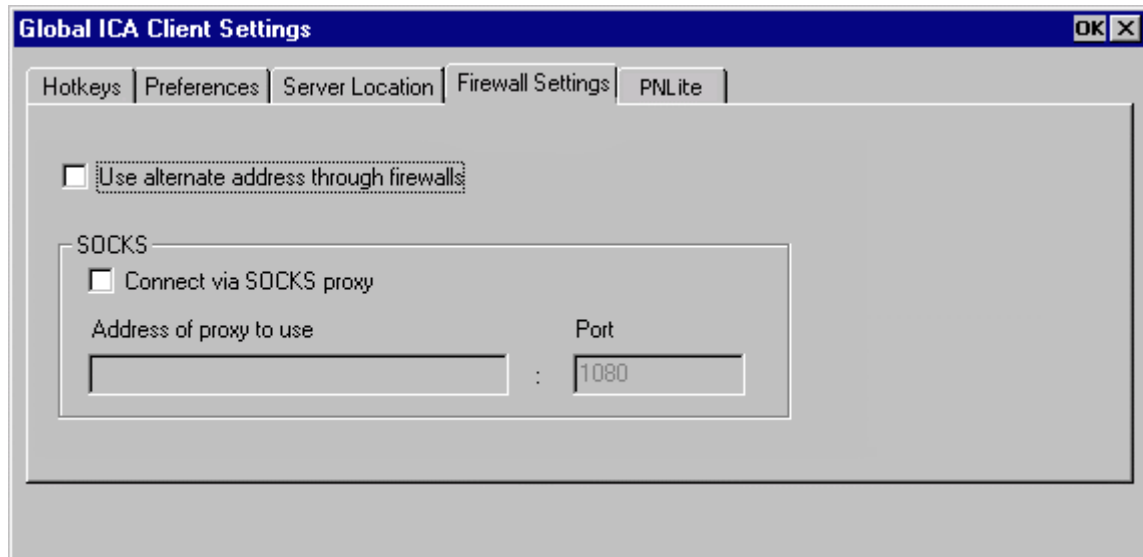 Global ICA Client Settings OK X
Hotkeys Preferences Server Location Firewall Settings PNLite
Use alternate address through firewalls
SOCKS
Connect via SOCKS proxy
Address of proxy to use Port
: 1080